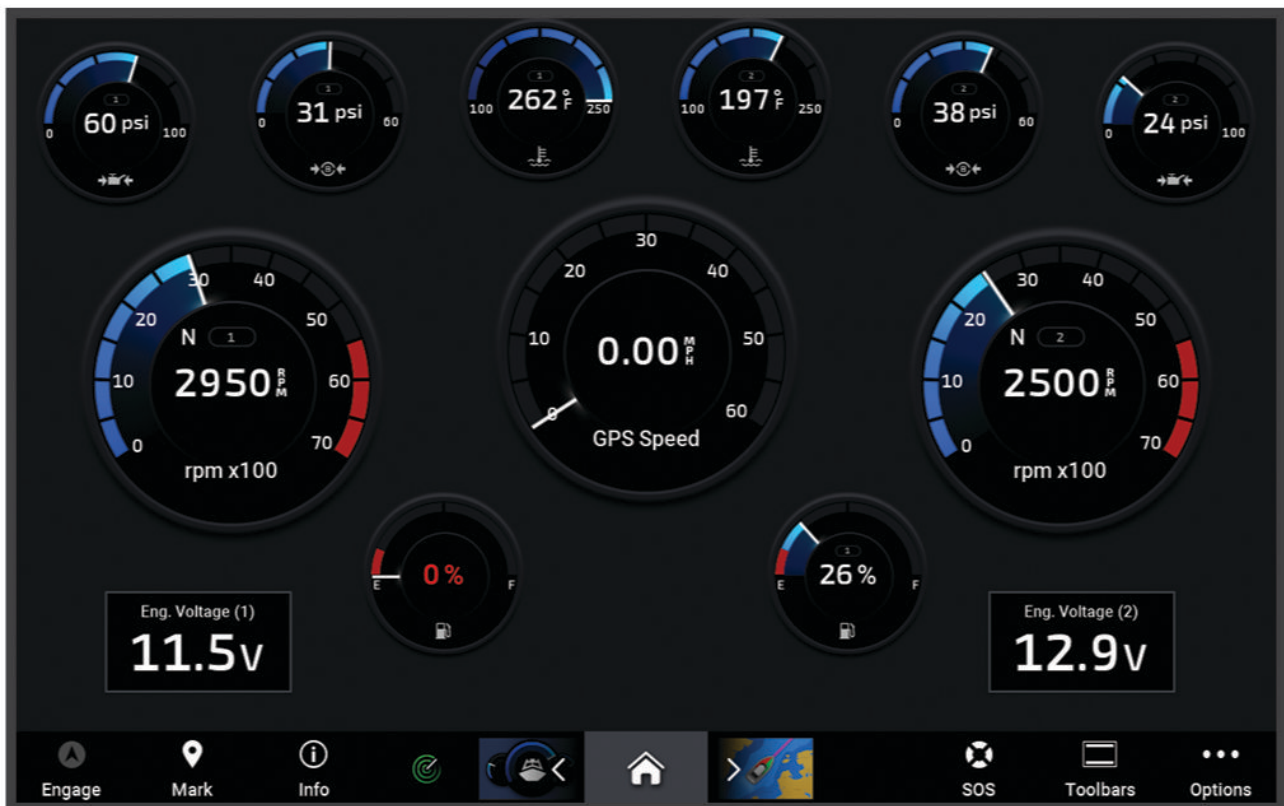 1
60 psi
0
100
1
31 psi
0
60
1
262 °F
100
250
2
197 °F
100
250
2
38 psi
0
60
2
24 psi
0
100
0
10
20
30
40
50
60
70
N
1
2950 RPM
rpm x100
0
10
20
30
40
50
60
0.00 MPH
GPS Speed
0
10
20
30
40
50
60
70
N
2
2500 RPM
rpm x100
0 %
E
F
1
26 %
E
F
Eng. Voltage (1)
11.5 V
Eng. Voltage (2)
12.9 V
Engage
Mark
Info
SOS
Toolbars
Options